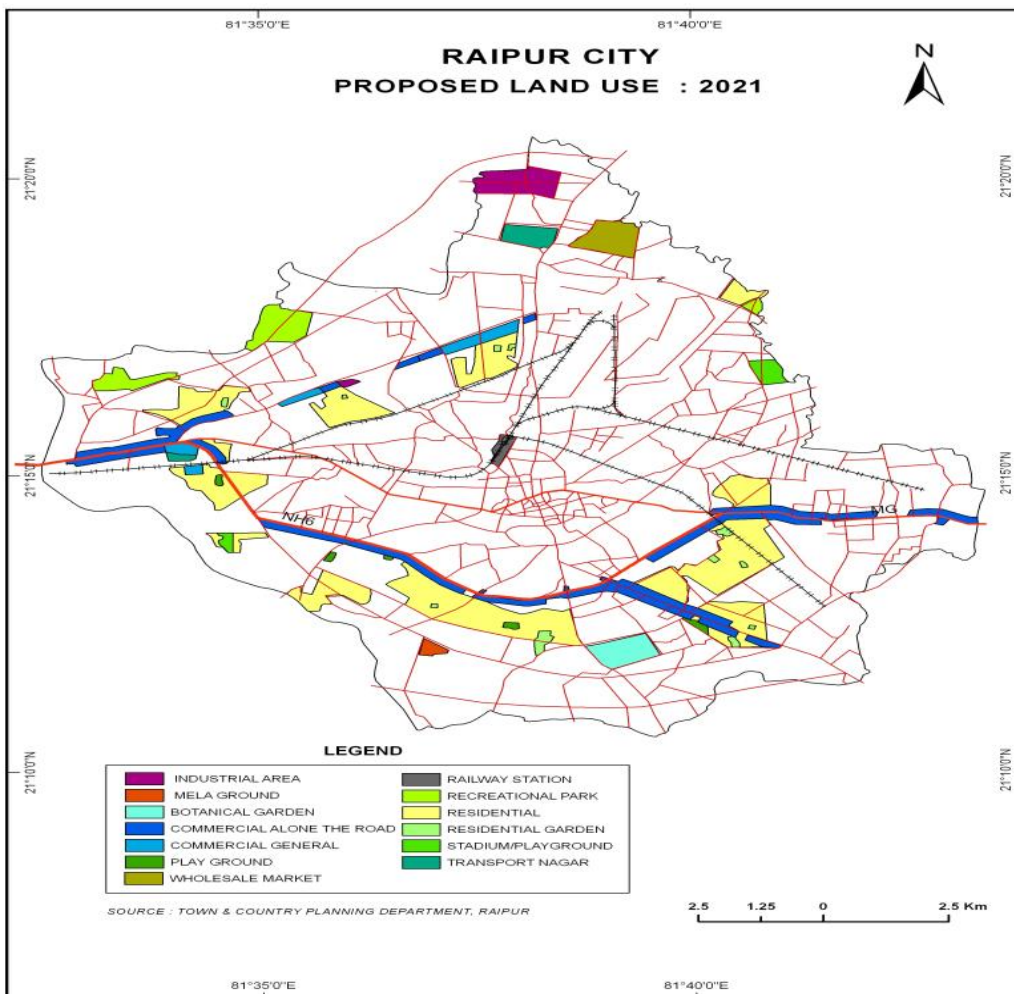 81°35'0"E
81°40'0"E
RAIPUR CITY
PROPOSED LAND USE : 2021
N
21°20'0"N
21°20'0"N
21°15'0"N
21°15'0"N
NH6
MG
21°10'0"N
21°10'0"N
LEGEND
INDUSTRIAL AREA
MELA GROUND
BOTANICAL GARDEN
COMMERCIAL ALONE THE ROAD
COMMERCIAL GENERAL
PLAY GROUND
WHOLESALE MARKET
RAILWAY STATION
RECREATIONAL PARK
RESIDENTIAL
RESIDENTIAL GARDEN
STADIUM/PLAYGROUND
TRANSPORT NAGAR
SOURCE : TOWN & COUNTRY PLANNING DEPARTMENT, RAIPUR
2.5 1.25 0 2.5 Km
81°35'0"E
81°40'0"E